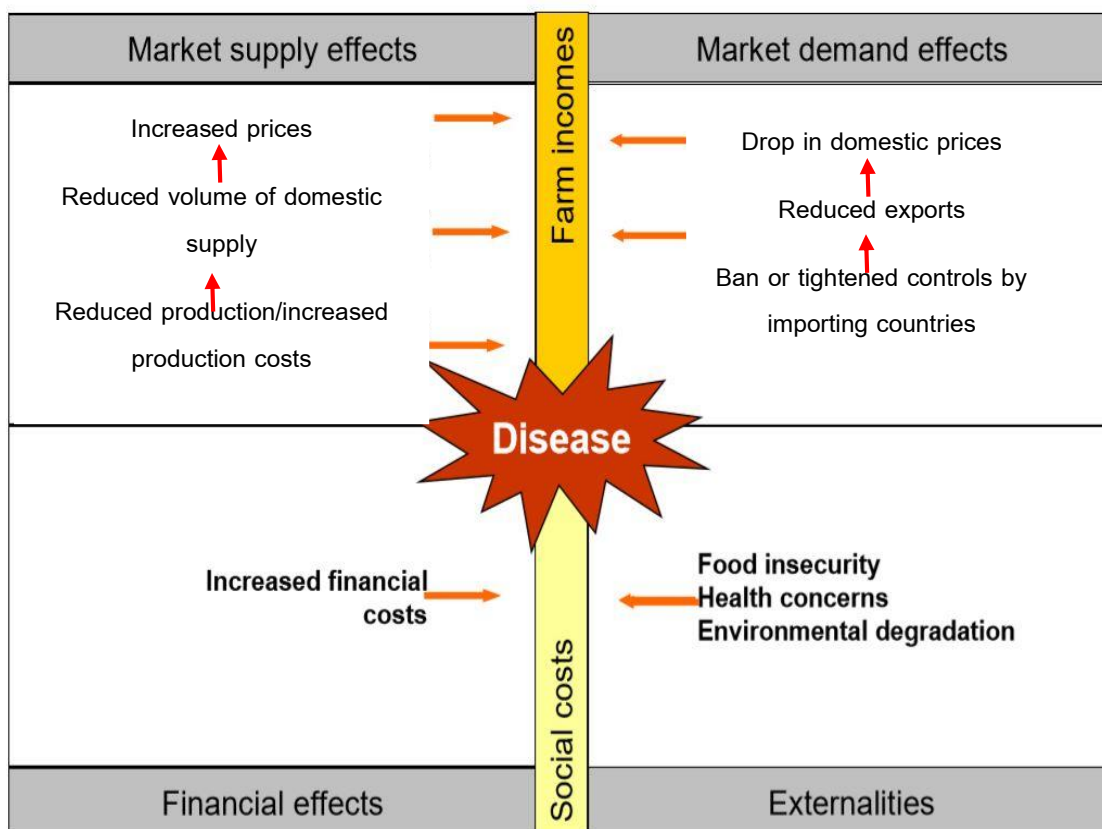 Market supply effects
Farm incomes
Market demand effects
Increased prices
Reduced volume of domestic
supply
Reduced production/increased
production costs
Drop in domestic prices
Reduced exports
Ban or tightened controls by
importing countries
Disease
Increased financial
costs
Food insecurity
Health concerns
Environmental degradation
Financial effects
Social costs
Externalities